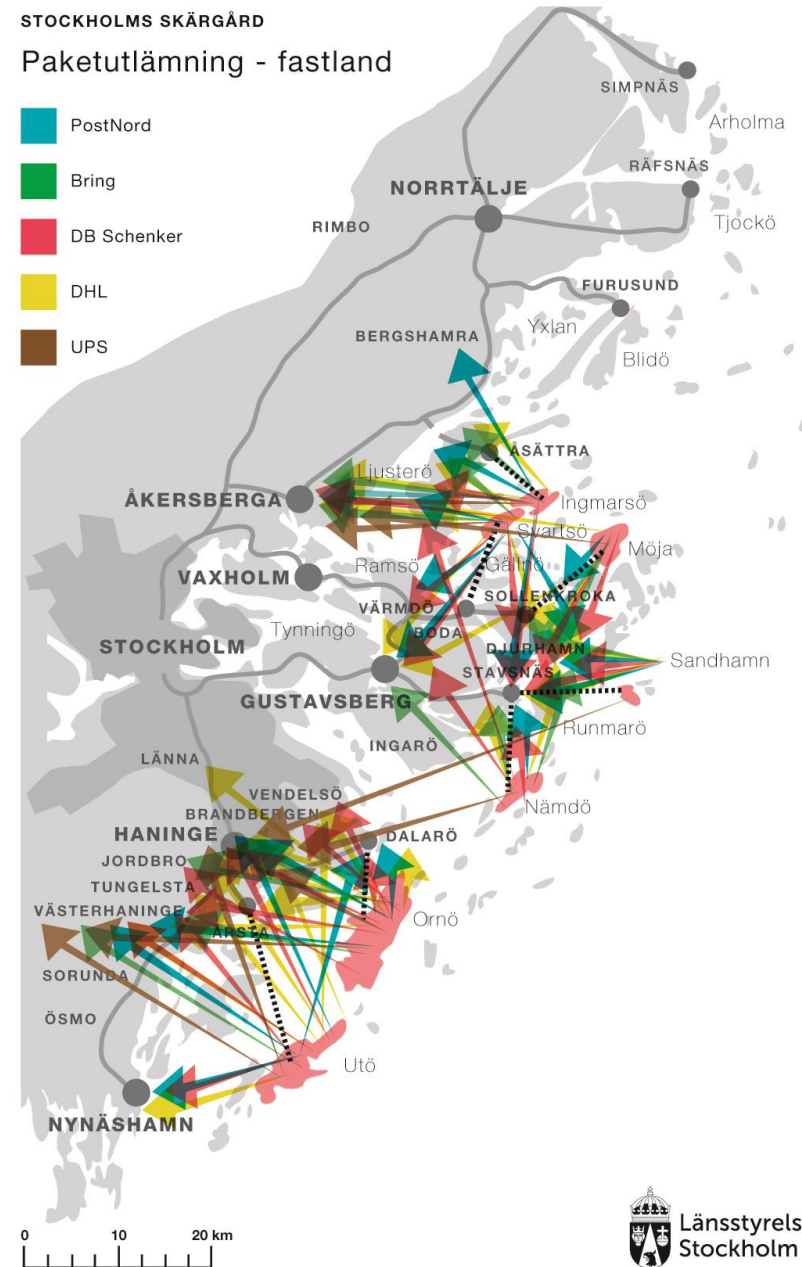 STOCKHOLMS SKÄRGÅRD
Paketutlämning - fastland
PostNord
Bring
DB Schenker
DHL
UPS
SIMPNÄS
Arholma
RÄFSNÄS
NORRTÄLJE
Tjockö
RIMBO
FURUSUND
Yxlan
BERGSHAMRA
Blidö
ÅSÄTTRA
Ljusterö
ÅKERSBERGA
Ingmarsö
Svartsö
Möja
Ramsö
Gällnö
VAXHOLM
SOLLENKROKA
VÄRMDÖ
Tynningö
BODA
STOCKHOLM
DJURHAMN
Sandhamn
STAVSNÄS
GUSTAVSBERG
Runmarö
INGARÖ
LÄNNA
VENDELSÖ
Nämdö
BRANDBERGEN
HANINGE
DALARÖ
JORDBRO
TUNGELSTA
VÄSTERHANINGE
Ornö
ÅRSTA
SORUNDA
ÖSMO
Utö
NYNÄSHAMN
0 10 20 km
Länsstyrels
Stockholm